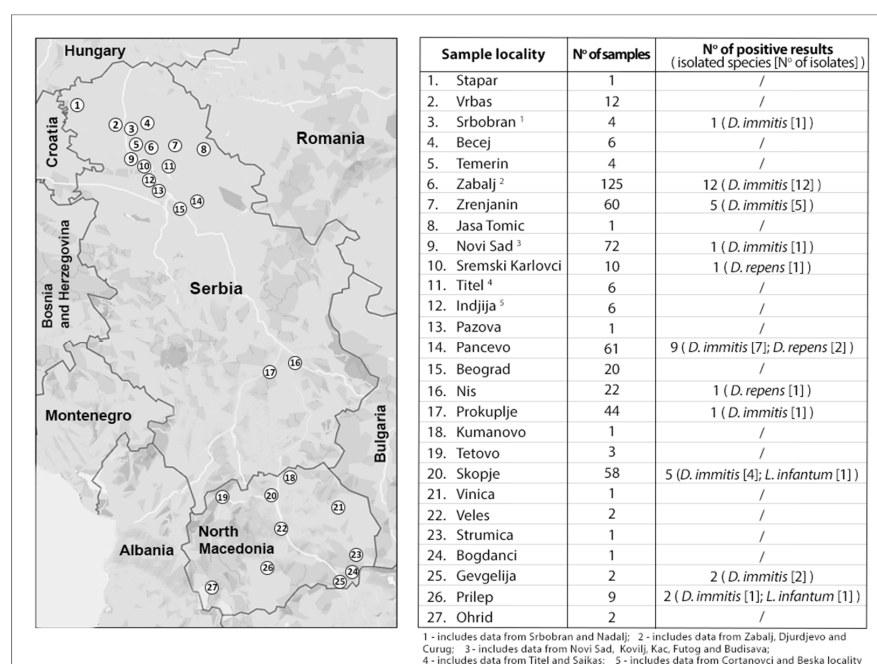 Hungary
Croatia
Romania
Bosnia
and Herzegovina
Serbia
Montenegro
Bulgaria
Albania
North
Macedonia
1
2
3
4
5
6
7
8
9
10
11
12
13
14
15
16
17
18
19
20
21
22
23
24
25
26
27
Sample locality Nº of samples Nº of positive results
( isolated species [Nº of isolates] )
1. Stapar 1 /
2. Vrbas 12 /
3. Srbobran ¹ 4 1 ( D. immitis [1] )
4. Becej 6 /
5. Temerin 4 /
6. Zabalj ² 125 12 ( D. immitis [12] )
7. Zrenjanin 60 5 ( D. immitis [5] )
8. Jasa Tomic 1 /
9. Novi Sad ³ 72 1 ( D. immitis [1] )
10. Sremski Karlovci 10 1 ( D. repens [1] )
11. Titel ⁴ 6 /
12. Indjija ⁵ 6 /
13. Pazova 1 /
14. Pancevo 61 9 ( D. immitis [7]; D. repens [2] )
15. Beograd 20 /
16. Nis 22 1 ( D. repens [1] )
17. Prokuplje 44 1 ( D. immitis [1] )
18. Kumanovo 1 /
19. Tetovo 3 /
20. Skopje 58 5 (D. immitis [4]; L. infantum [1] )
21. Vinica 1 /
22. Veles 2 /
23. Strumica 1 /
24. Bogdanci 1 /
25. Gevgelija 2 2 ( D. immitis [2] )
26. Prilep 9 2 ( D. immitis [1]; L. infantum [1] )
27. Ohrid 2 /
1 - includes data from Srbobran and Nadalj; 2 - includes data from Zabalj, Djurdjevo and
Curug; 3 - includes data from Novi Sad, Kovilj, Kac, Futog and Budisava;
4 - includes data from Titel and Sajkas; 5 - includes data from Cortanovci and Beska locality